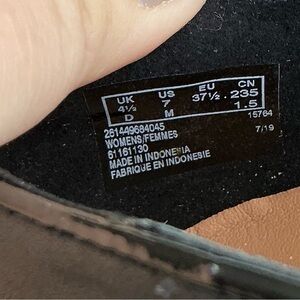 UK US EU CN
4½ 7 37½ 235
D M 1.5
15764
261449684045 7/19
WOMENS/FEMMES
61161130
MADE IN INDONESIA
FABRIQUE EN INDONESIE